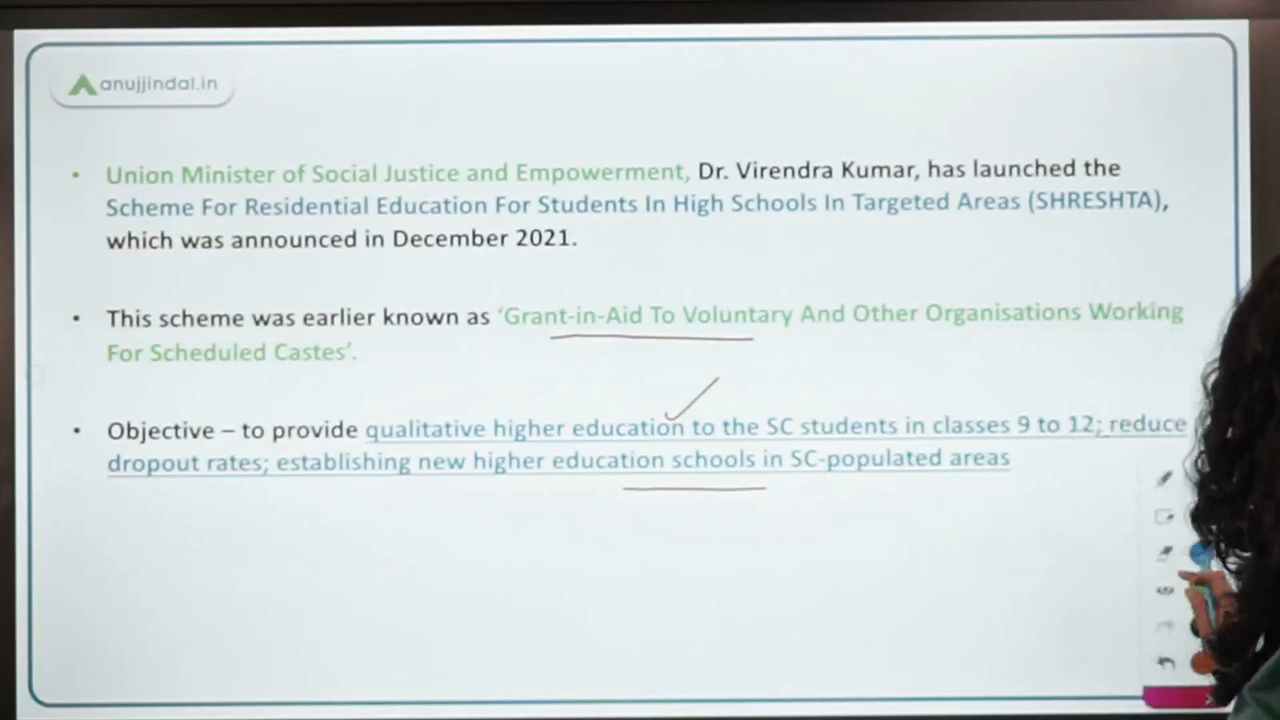 anujjindal.in
• Union Minister of Social Justice and Empowerment, Dr. Virendra Kumar, has launched the
Scheme For Residential Education For Students In High Schools In Targeted Areas (SHRESHTA),
which was announced in December 2021.
• This scheme was earlier known as ‘Grant-in-Aid To Voluntary And Other Organisations Working
For Scheduled Castes’.
• Objective – to provide qualitative higher education to the SC students in classes 9 to 12; reduce
dropout rates; establishing new higher education schools in SC-populated areas